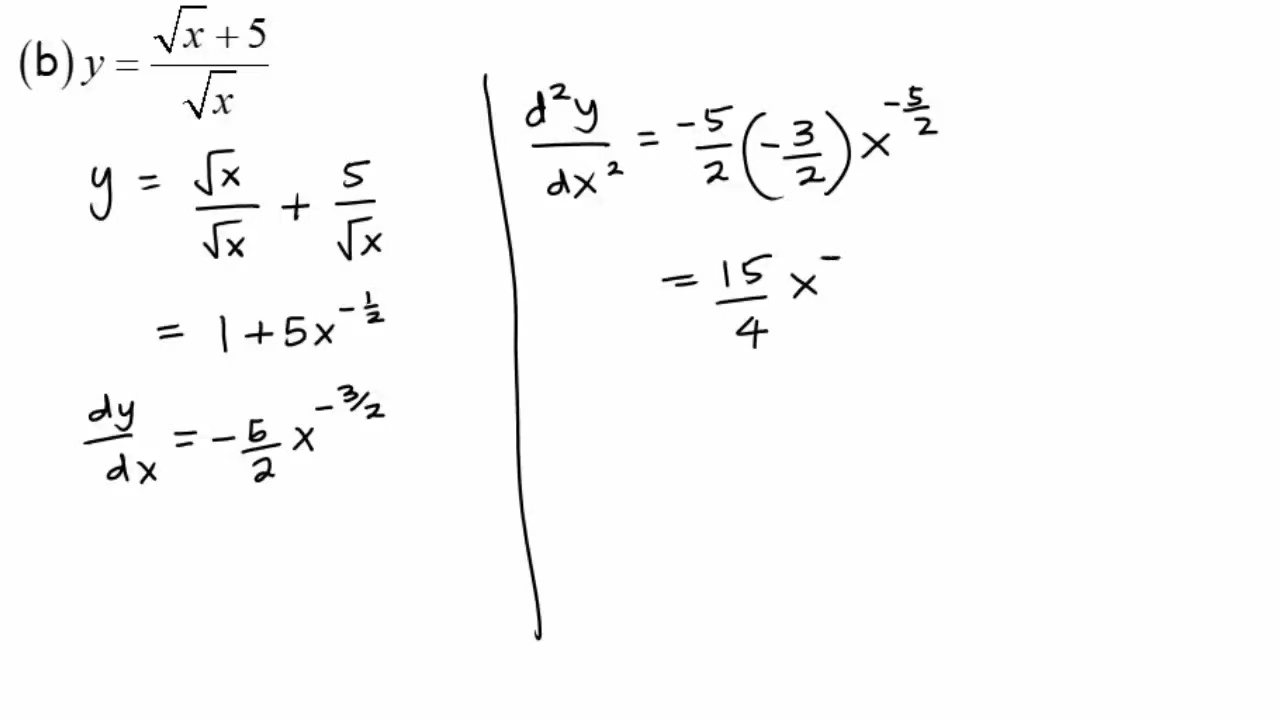 (b) y = (√x + 5)/√x
y = √x/√x + 5/√x
= 1 + 5x^(-1/2)
dy/dx = -5/2 x^(-3/2)
d²y/dx² = -5/2 (-3/2) x^(-5/2)
= 15/4 x^-